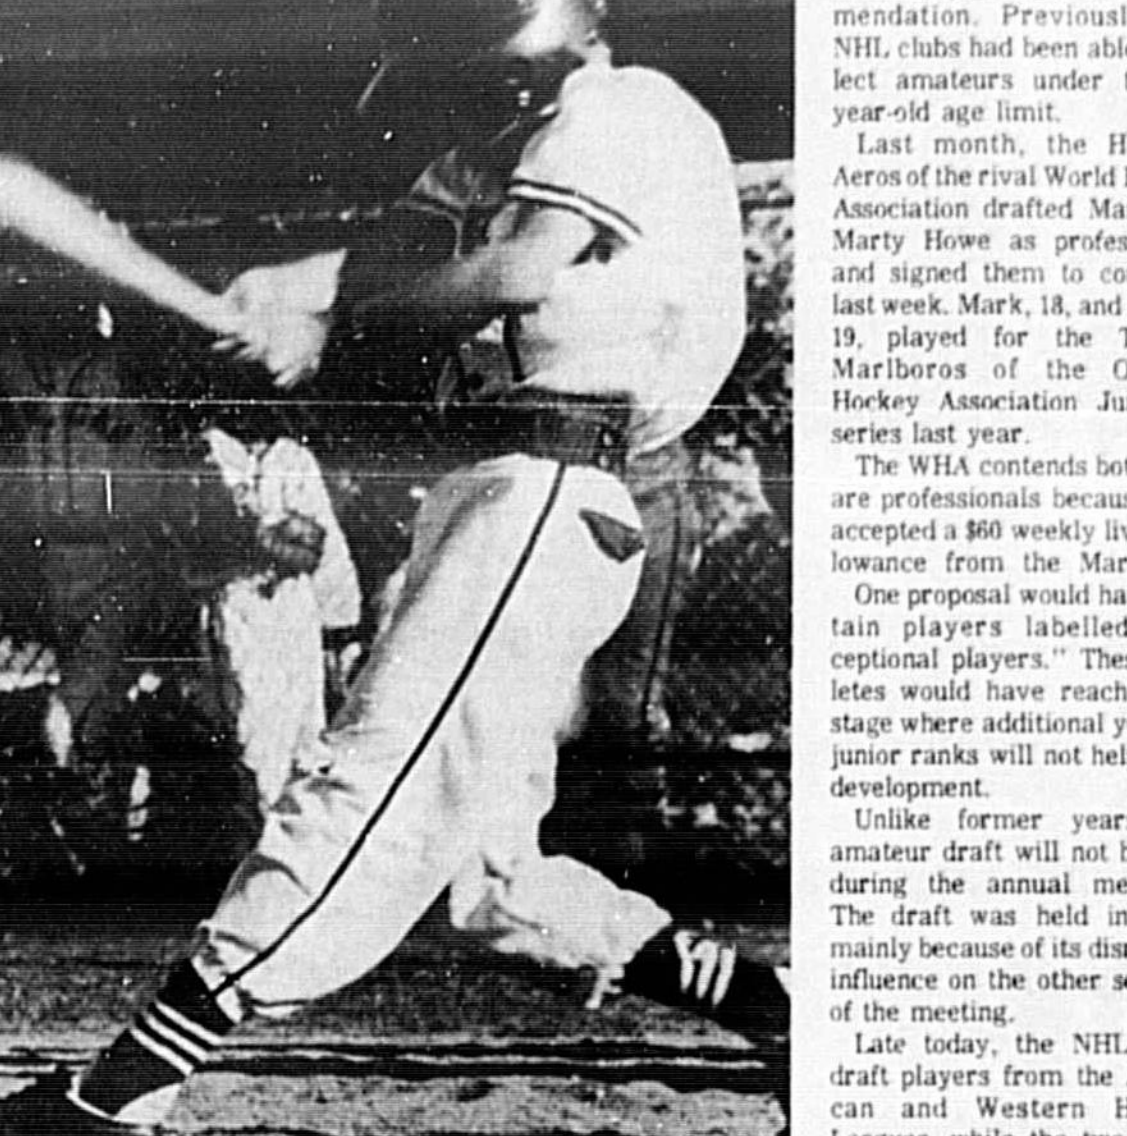 mendation. Previousl
NHL clubs had been abl
lect amateurs under
year-old age limit.
Last month, the H
Aeros of the rival World
Association drafted Ma
Marty Howe as profes
and signed them to co
last week. Mark, 18, and
19, played for the T
Marlboros of the O
Hockey Association Ju
series last year.
The WHA contends bot
are professionals becaus
accepted a $60 weekly liv
lowance from the Mar
One proposal would ha
tain players labelled
ceptional players." Thes
letes would have reach
stage where additional y
junior ranks will not hel
development.
Unlike former year
amateur draft will not b
during the annual me
The draft was held in
mainly because of its disr
influence on the other se
of the meeting.
Late today, the NHL
draft players from the
can and Western H